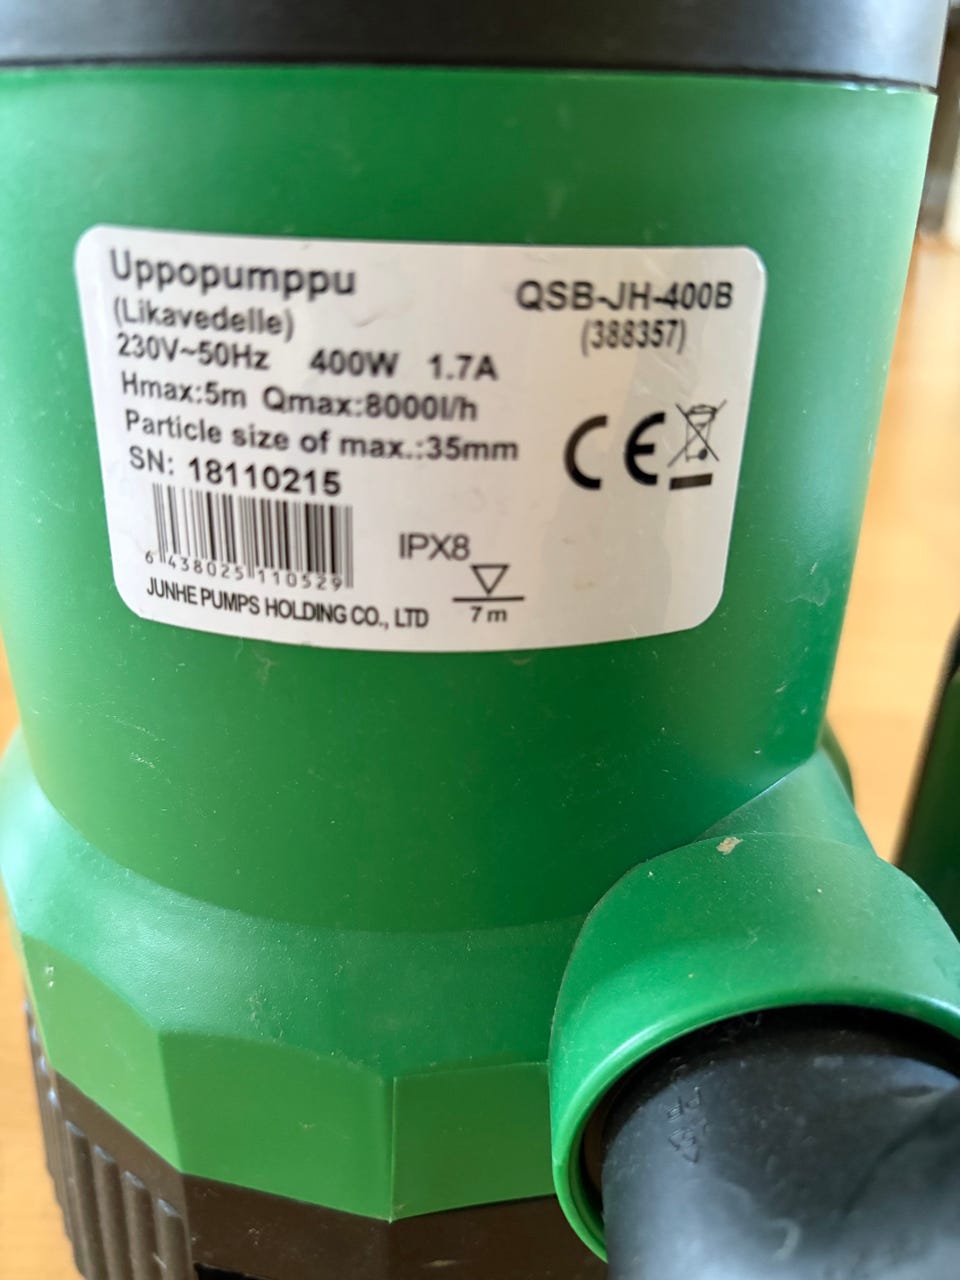 Uppopumppu QSB-JH-400B
(Likavedelle) (388357)
230V~50Hz 400W 1.7A
Hmax:5m Qmax:8000l/h
Particle size of max.:35mm
SN: 18110215
CE
6 438025 110529
IPX8
7 m
JUNHE PUMPS HOLDING CO., LTD
PP